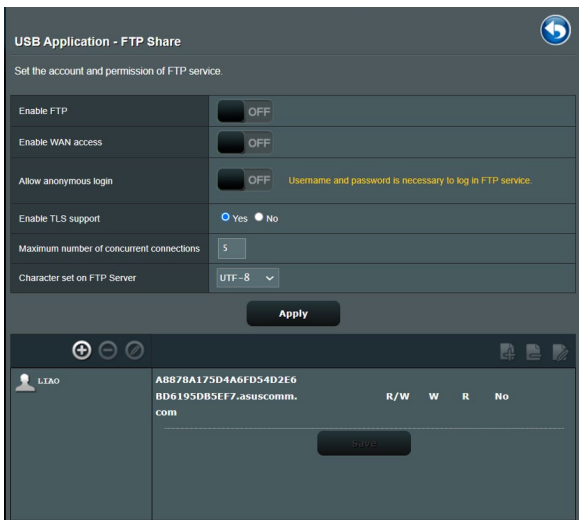 USB Application - FTP Share
Set the account and permission of FTP service.
Enable FTP
OFF
Enable WAN access
OFF
Allow anonymous login
OFF
Username and password is necessary to log in FTP service.
Enable TLS support
Yes No
Maximum number of concurrent connections
5
Character set on FTP Server
UTF-8
Apply
LIAO
A8878A175D4A6FD54D2E6
BD6195DB5EF7.asuscomm.
com
R/W W R No
Save